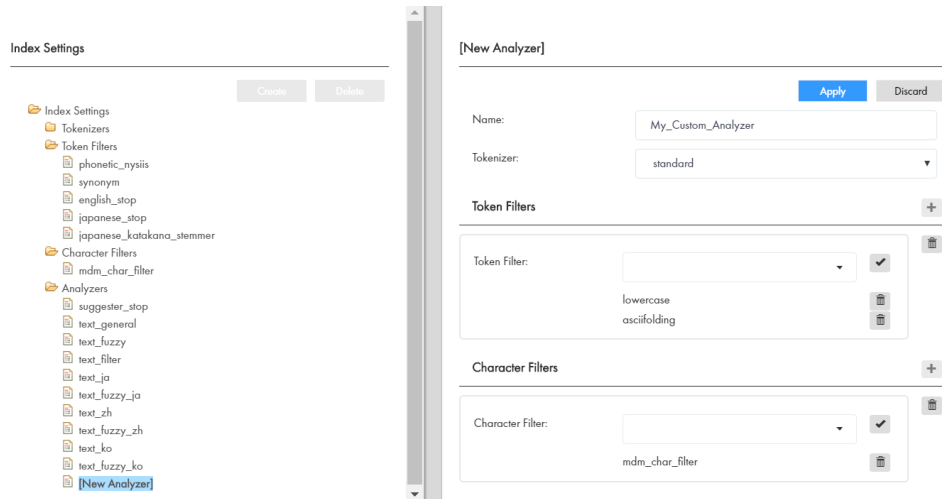 Index Settings
Create
Delete
Index Settings
Tokenizers
Token Filters
phonetic_nysiis
synonym
english_stop
japanese_stop
japanese_katakana_stemmer
Character Filters
mdm_char_filter
Analyzers
suggester_stop
text_general
text_fuzzy
text_filter
text_ja
text_fuzzy_ja
text_zh
text_fuzzy_zh
text_ko
text_fuzzy_ko
[New Analyzer]
[New Analyzer]
Apply
Discard
Name:
My_Custom_Analyzer
Tokenizer:
standard
Token Filters
Token Filter:
lowercase
asciifolding
Character Filters
Character Filter:
mdm_char_filter